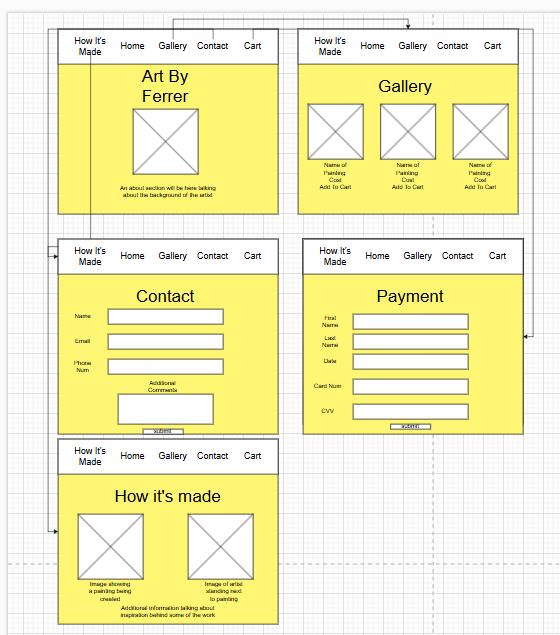 How It's
Made
Home
Gallery
Contact
Cart
Art By
Ferrer
An about section will be here talking
about the background of the artist
How It's
Made
Home
Gallery
Contact
Cart
Gallery
Name of
Painting
Cost
Add To Cart
Name of
Painting
Cost
Add To Cart
Name of
Painting
Cost
Add To Cart
How It's
Made
Home
Gallery
Contact
Cart
Contact
Name
Email
Phone
Num
Additional
Comments
submit
How It's
Made
Home
Gallery
Contact
Cart
Payment
First
Name
Last
Name
Date
Card Num
CVV
submit
How It's
Made
Home
Gallery
Contact
Cart
How it's made
Image showing
a painting being
created
Image of artist
standing next
to painting
Additional information talking about
inspiration behind some of the work